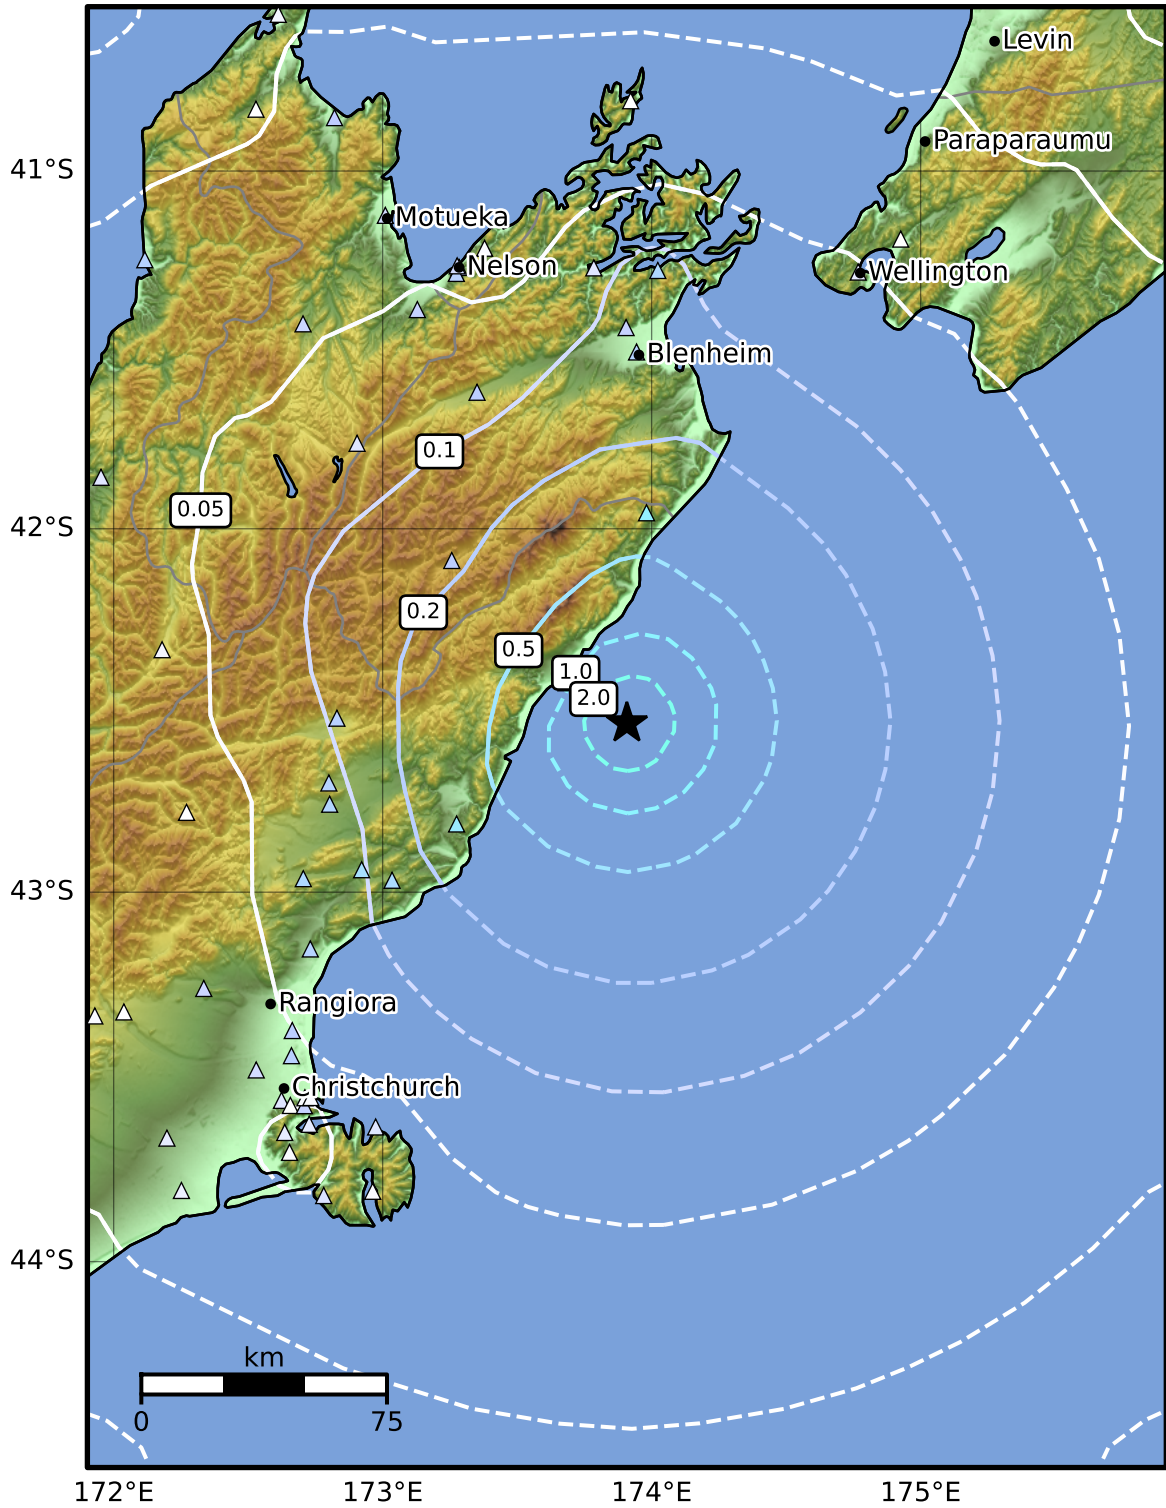 Levin
Paraparaumu
41°S
Motueka
Nelson
Wellington
Blenheim
0.1
0.05
42°S
0.2
0.5
1.0
2.0
43°S
Rangiora
Christchurch
44°S
km
0 75
172°E 173°E 174°E 175°E